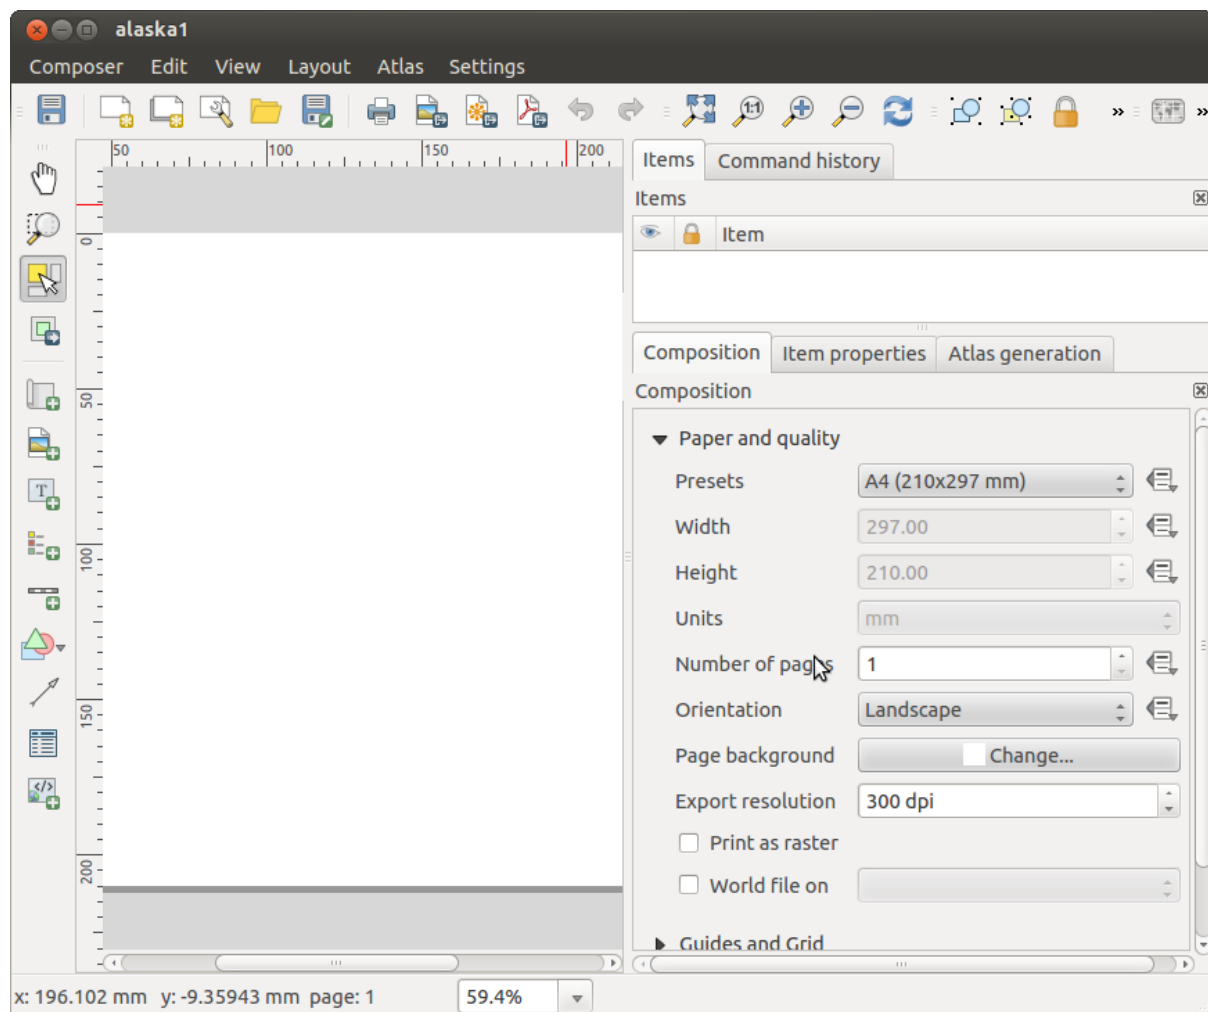 alaska1
Composer Edit View Layout Atlas Settings
1:1 » »
50 100 150 200
0
50
100
150
200
T
</>
Items Command history
Items
Item
Composition Item properties Atlas generation
Composition
Paper and quality
Presets A4 (210x297 mm)
Width 297.00
Height 210.00
Units mm
Number of pages 1
Orientation Landscape
Page background Change...
Export resolution 300 dpi
Print as raster
World file on
Guides and Grid
x: 196.102 mm y: -9.35943 mm page: 1 59.4%